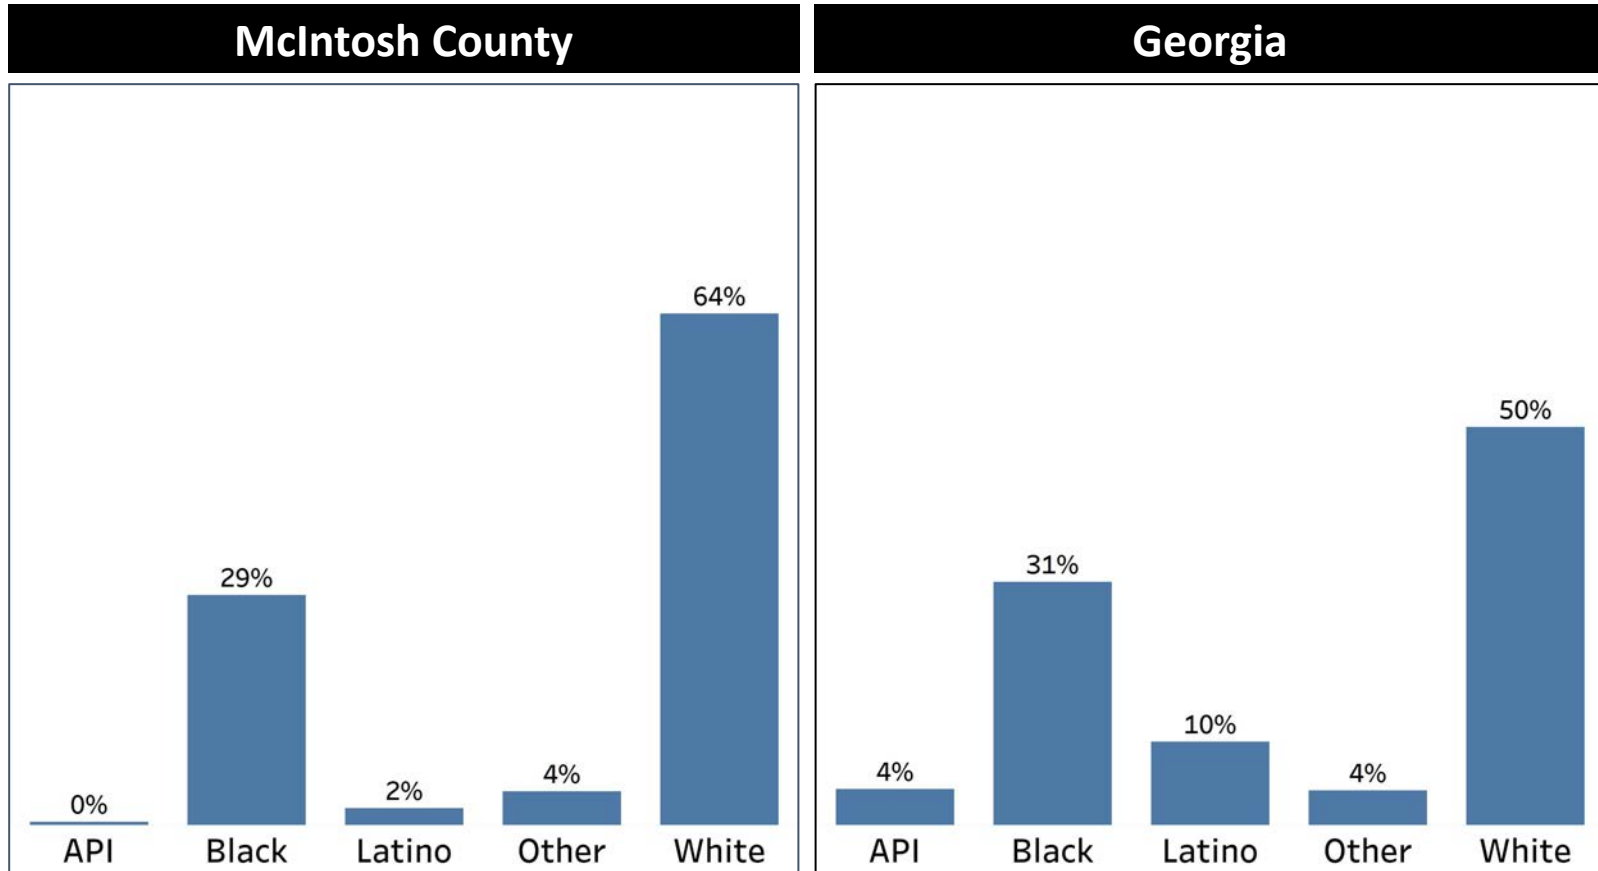 McIntosh County
64%
29%
4%
2%
0%
API Black Latino Other White
Georgia
50%
31%
10%
4%
4%
API Black Latino Other White